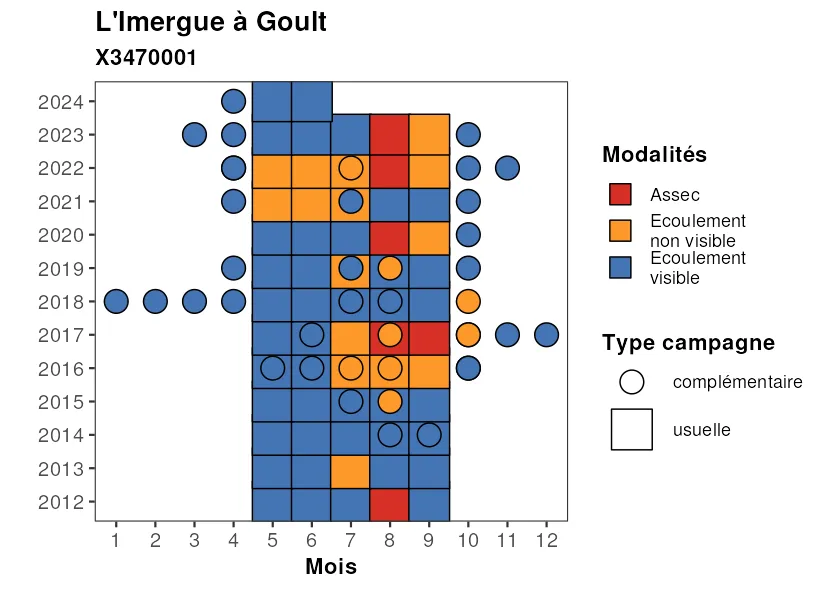 L'Imergue à Goult
X3470001
2024
2023
2022
2021
2020
2019
2018
2017
2016
2015
2014
2013
2012
1 2 3 4 5 6 7 8 9 10 11 12
Mois
Modalités
Assec
Ecoulement
non visible
Ecoulement
visible
Type campagne
complémentaire
usuelle